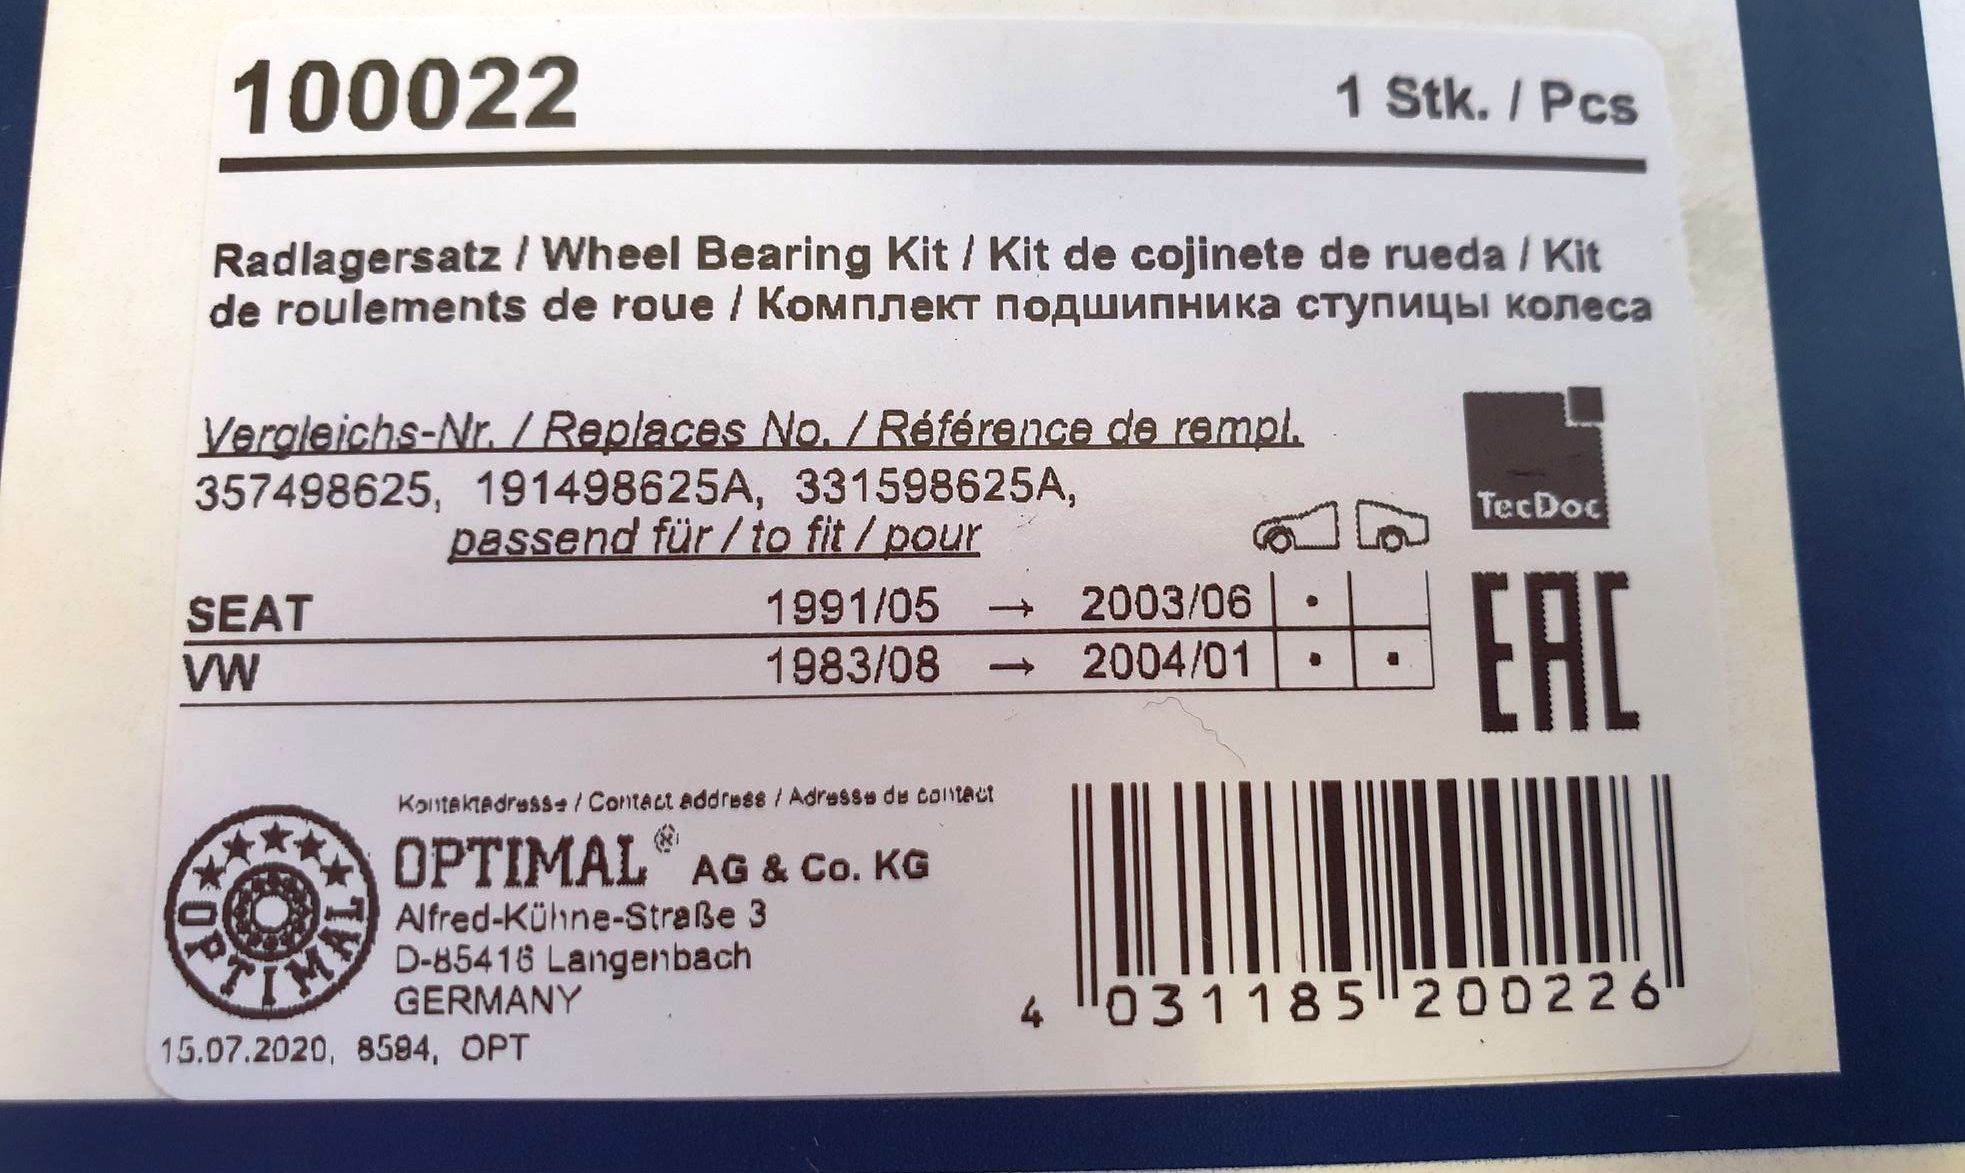 100022
1 Stk. / Pcs
Radlagersatz / Wheel Bearing Kit / Kit de cojinete de rueda / Kit
de roulements de roue / Комплект подшипника ступицы колеса
Vergleichs-Nr. / Replaces No. / Référence de rempl.
357498625, 191498625A, 331598625A,
TecDoc
passend für / to fit / pour
SEAT 1991/05 → 2003/06
VW 1983/08 → 2004/01
EAC
Kontaktadresse / Contact address / Adresse de contact
OPTIMAL® AG & Co. KG
Alfred-Kühne-Straße 3
D-85416 Langenbach
GERMANY
OPTIMAL
15.07.2020, 8594, OPT
4 031185 200226